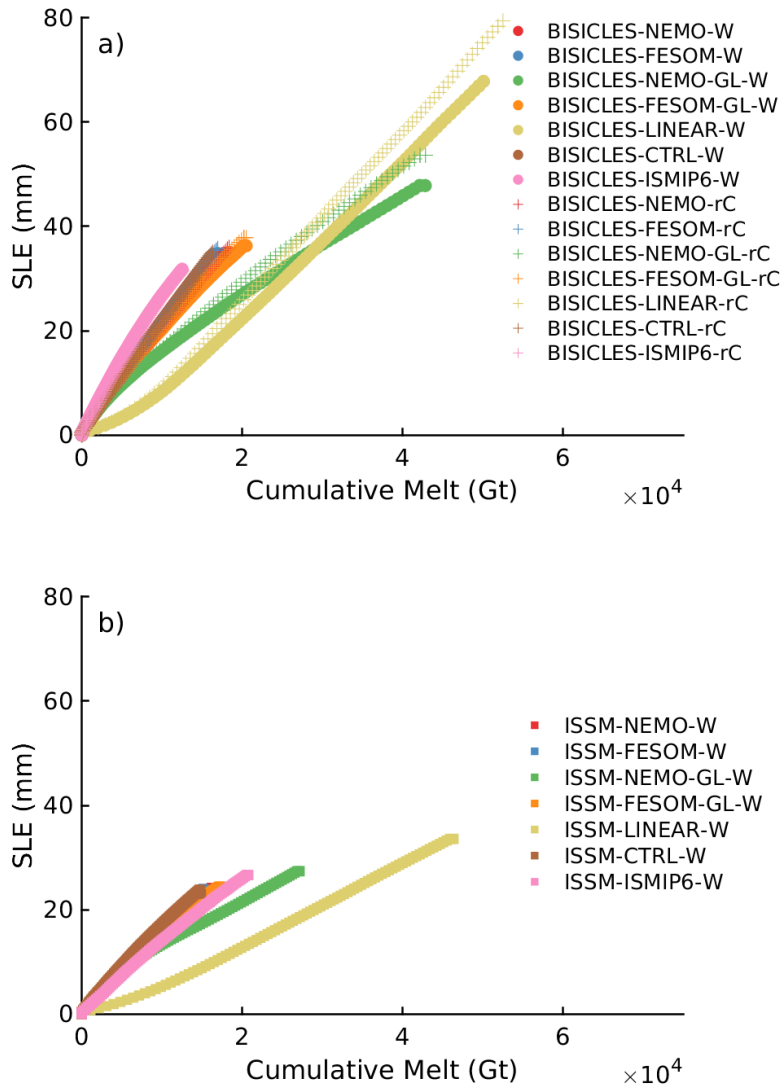 80
a)
60
40
20
0
SLE (mm)
0
2
4
6
×10⁴
Cumulative Melt (Gt)
BISICLES-NEMO-W
BISICLES-FESOM-W
BISICLES-NEMO-GL-W
BISICLES-FESOM-GL-W
BISICLES-LINEAR-W
BISICLES-CTRL-W
BISICLES-ISMIP6-W
BISICLES-NEMO-rC
BISICLES-FESOM-rC
BISICLES-NEMO-GL-rC
BISICLES-FESOM-GL-rC
BISICLES-LINEAR-rC
BISICLES-CTRL-rC
BISICLES-ISMIP6-rC
80
b)
60
40
20
0
SLE (mm)
0
2
4
6
×10⁴
Cumulative Melt (Gt)
ISSM-NEMO-W
ISSM-FESOM-W
ISSM-NEMO-GL-W
ISSM-FESOM-GL-W
ISSM-LINEAR-W
ISSM-CTRL-W
ISSM-ISMIP6-W